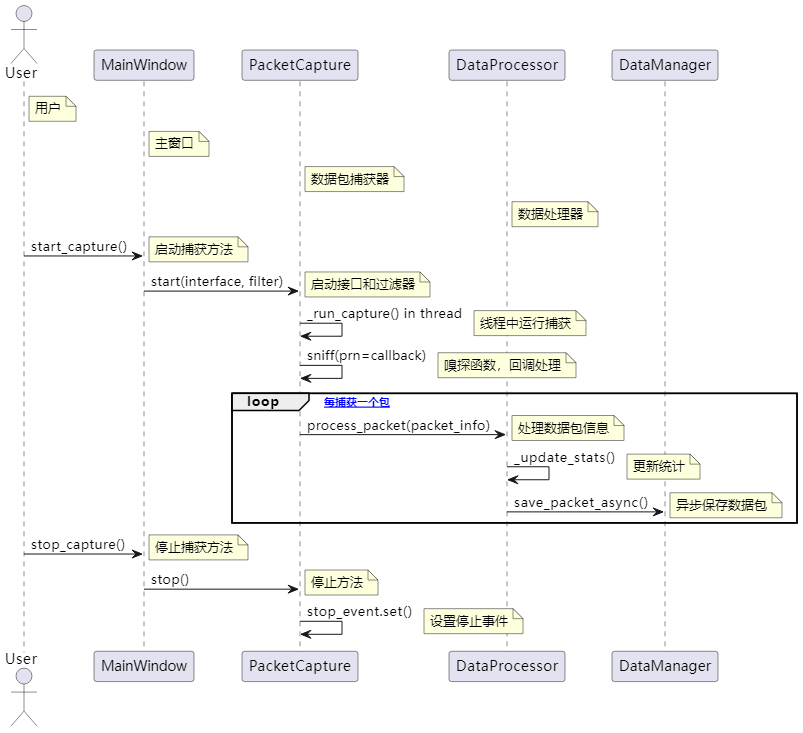 User
MainWindow
PacketCapture
DataProcessor
DataManager
用户
主窗口
数据包捕获器
数据处理器
start_capture()
启动捕获方法
start(interface, filter)
启动接口和过滤器
_run_capture() in thread
线程中运行捕获
sniff(prn=callback)
嗅探函数，回调处理
loop
每捕获一个包
process_packet(packet_info)
处理数据包信息
_update_stats()
更新统计
save_packet_async()
异步保存数据包
stop_capture()
停止捕获方法
stop()
停止方法
stop_event.set()
设置停止事件
User
MainWindow
PacketCapture
DataProcessor
DataManager